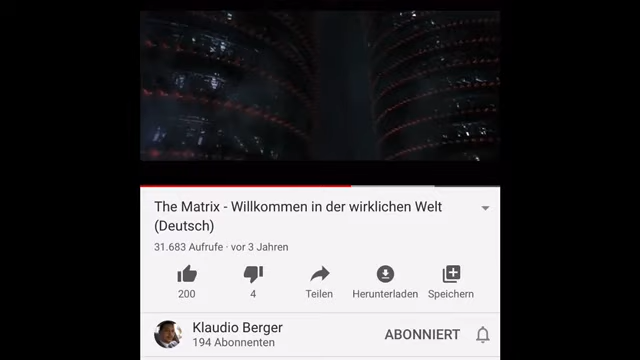 The Matrix - Willkommen in der wirklichen Welt
(Deutsch)
31.683 Aufrufe · vor 3 Jahren
200
4
Teilen
Herunterladen
Speichern
Klaudio Berger
194 Abonnenten
ABONNIERT